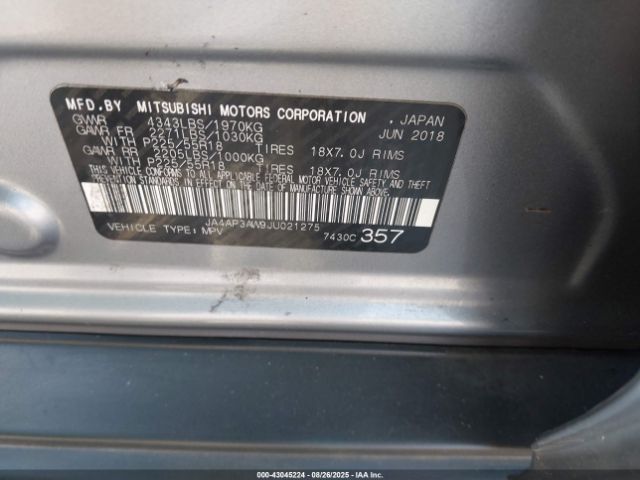 MFD.BY MITSUBISHI MOTORS CORPORATION , JAPAN
GVWR 4343LBS/1970KG JUN 2018
GAWR FR 2271LBS/1030KG
WITH P225/55R18 TIRES 18X7.0J RIMS
GAWR RR 2205LBS/1000KG
WITH P225/55R18 TIRES 18X7.0J RIMS
THIS VEHICLE CONFORMS TO ALL APPLICABLE FEDERAL MOTOR VEHICLE SAFETY AND THEFT
PREVENTION STANDARDS IN EFFECT ON THE DATE OF MANUFACTURE SHOWN ABOVE.
JA4AP3AW9JU021275
VEHICLE TYPE: MPV 7430C 357
000-43045224 - 08/26/2025 - IAA Inc.